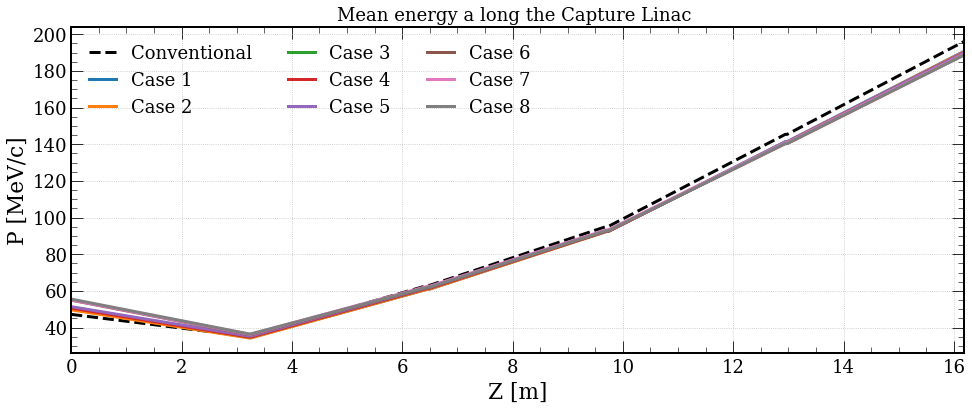 Mean energy a long the Capture Linac
Conventional
Case 1
Case 2
Case 3
Case 4
Case 5
Case 6
Case 7
Case 8
P [MeV/c]
200
180
160
140
120
100
80
60
40
0 2 4 6 8 10 12 14 16
Z [m]